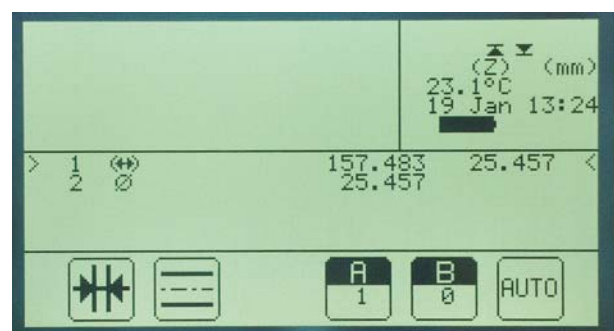 (Z) (mm)
23.1°C
19 Jan 13:24
> 1 (↔) 157.483 25.457 <
2 Ø 25.457
A
1
B
0
AUTO